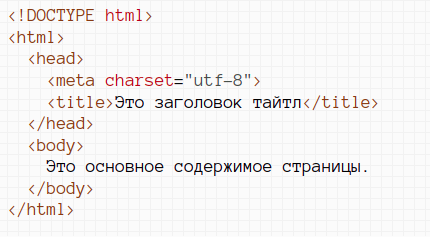 <!DOCTYPE html>
<html>
<head>
<meta charset="utf-8">
<title>Это заголовок тайтл</title>
</head>
<body>
Это основное содержимое страницы.
</body>
</html>